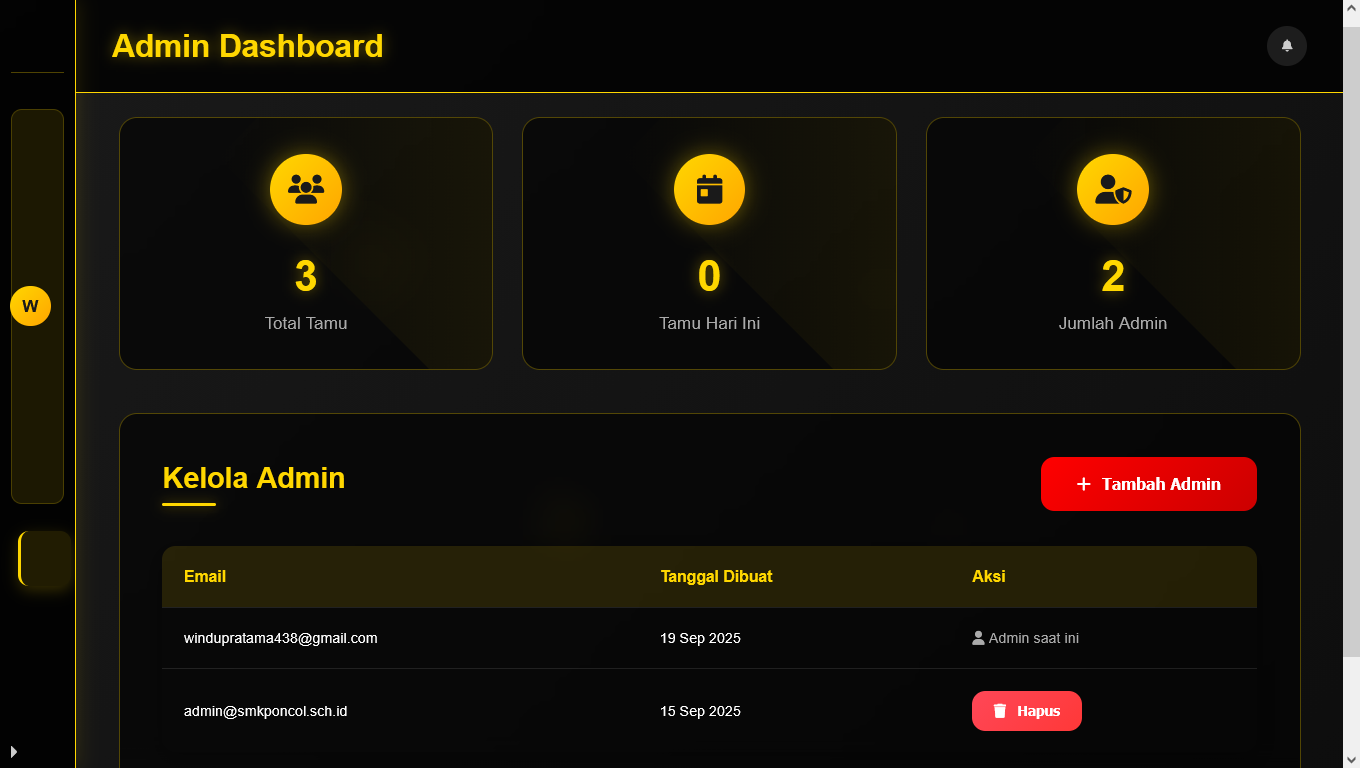 Admin Dashboard
W
3
Total Tamu
0
Tamu Hari Ini
2
Jumlah Admin
Kelola Admin
Tambah Admin
Email Tanggal Dibuat Aksi
windupratama438@gmail.com 19 Sep 2025 Admin saat ini
admin@smkponcol.sch.id 15 Sep 2025 Hapus